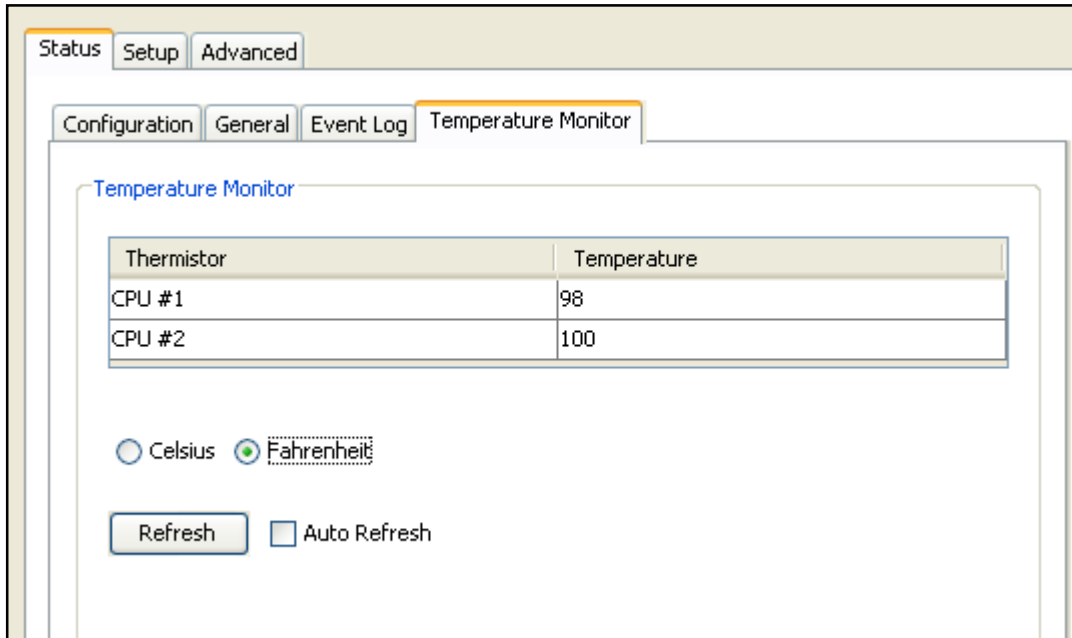 Status Setup Advanced
Configuration General Event Log Temperature Monitor
Temperature Monitor
Thermistor Temperature
CPU #1 98
CPU #2 100
Celsius Fahrenheit
Refresh Auto Refresh